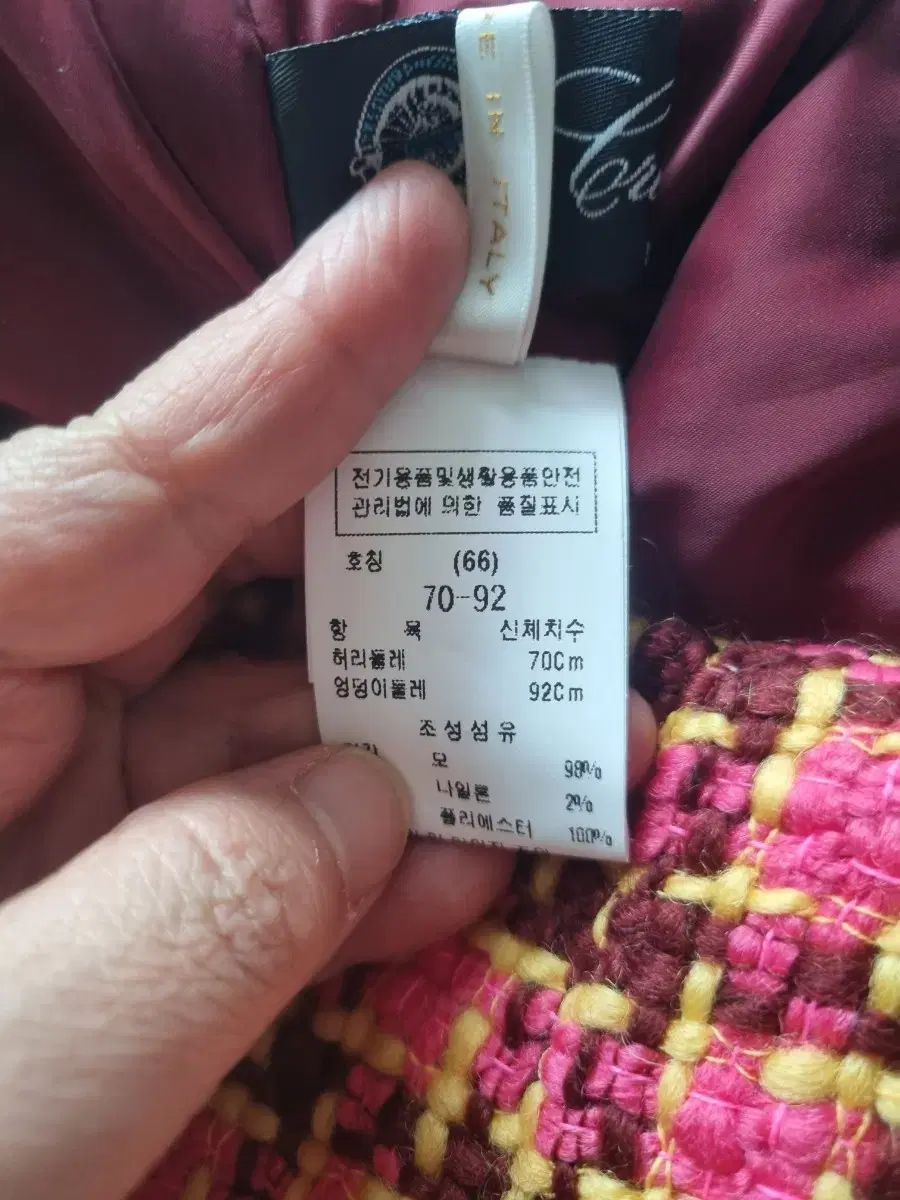 IN ITALY
전기용품및생활용품안전
관리법에 의한 품질표시
호칭 (66)
70-92
항 목 신체치수
허리둘레 70Cm
엉덩이둘레 92Cm
조성섬유
모 98%
나일론 2%
폴리에스터 100%